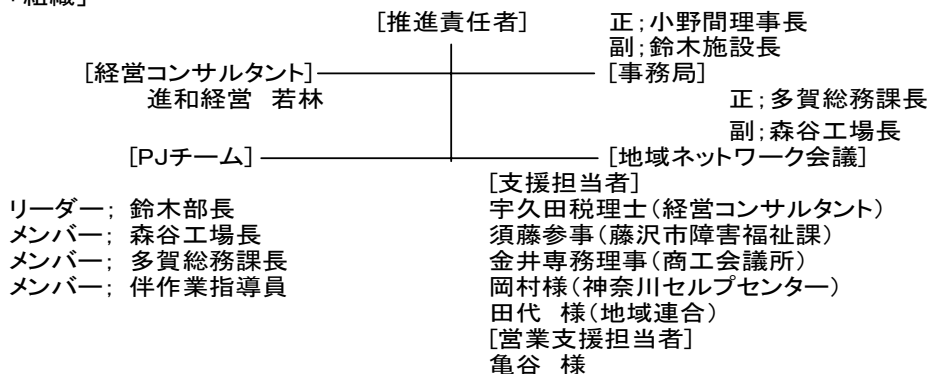 組織]
[推進責任者] 正;小野間理事長
副;鈴木施設長
[経営コンサルタント] [事務局]
進和経営 若林
正;多賀総務課長
副;森谷工場長
[PJチーム] [地域ネットワーク会議]
[支援担当者]
リーダー; 鈴木部長 宇久田税理士(経営コンサルタント)
メンバー; 森谷工場長 須藤参事(藤沢市障害福祉課)
メンバー; 多賀総務課長 金井専務理事(商工会議所)
メンバー; 伴作業指導員 岡村様(神奈川セルプセンター)
田代 様(地域連合)
[営業支援担当者]
亀谷 様